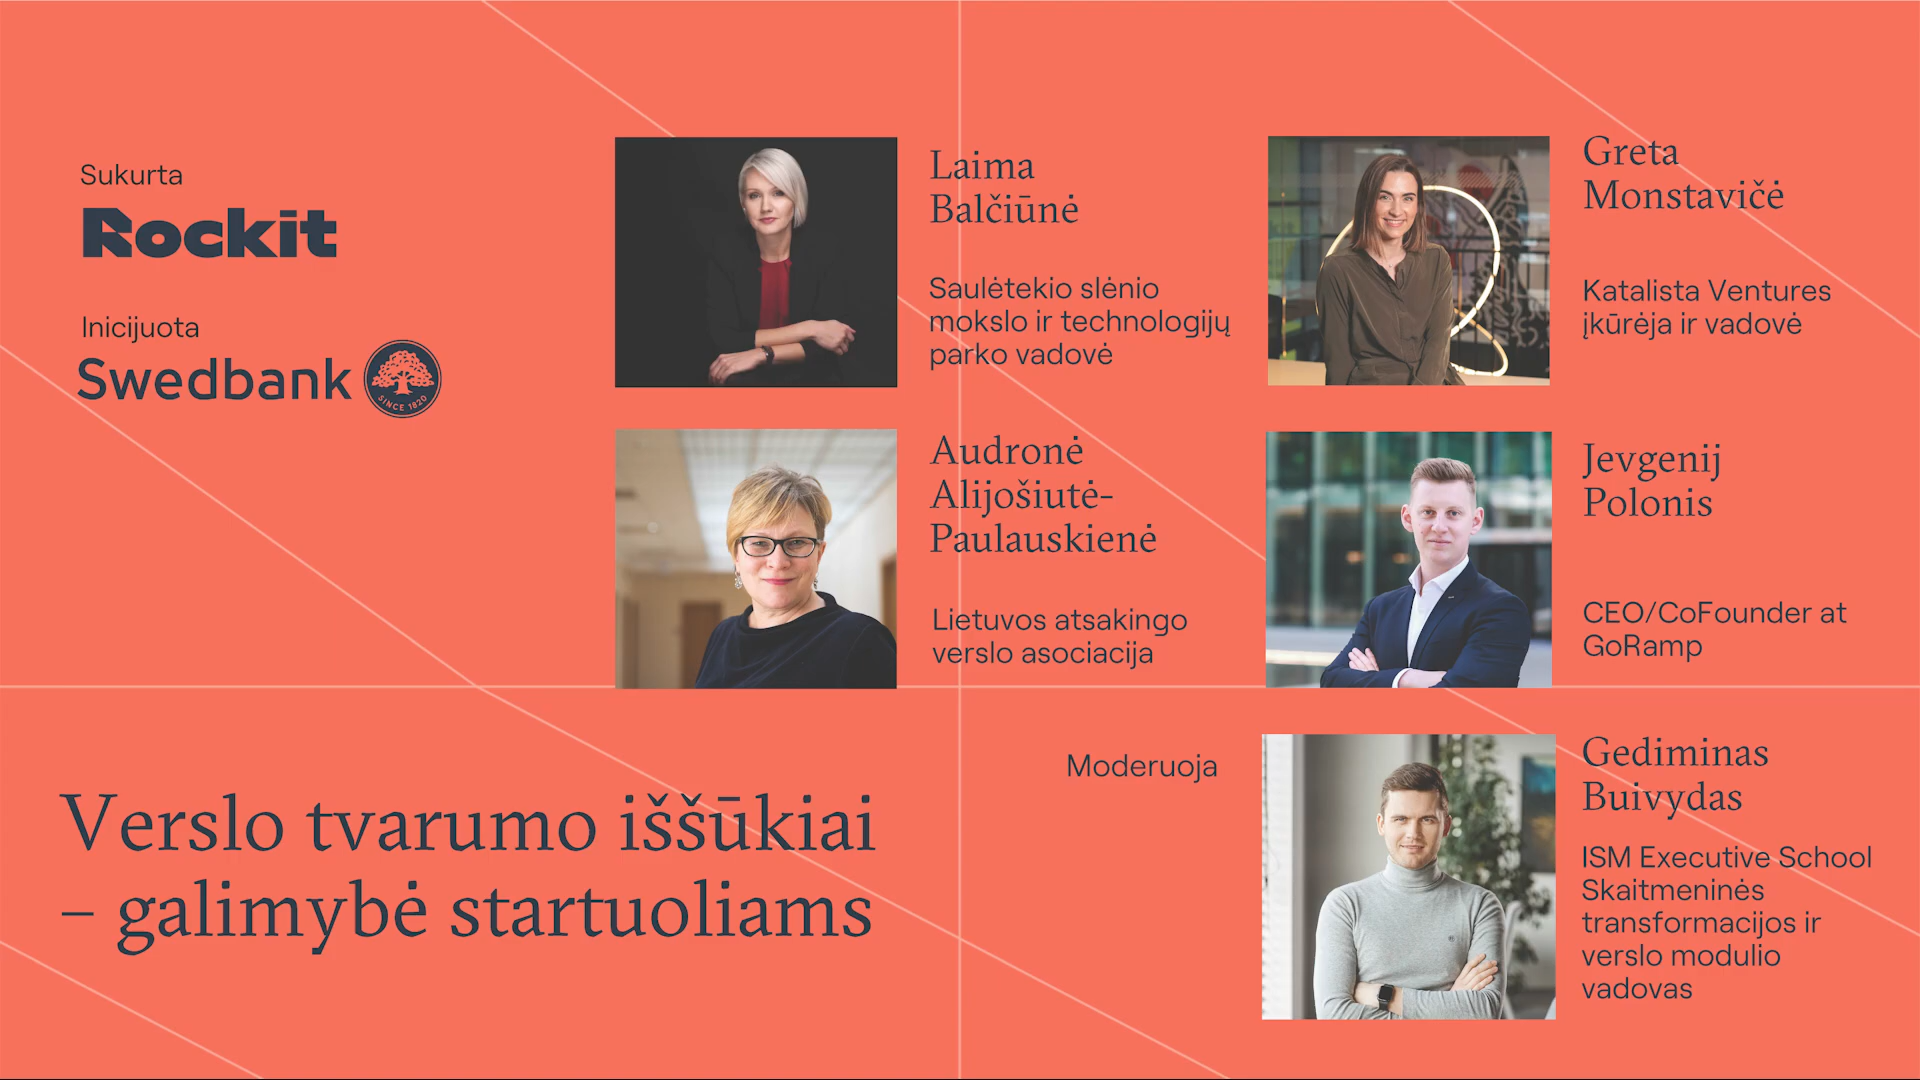 Sukurta
Rockit
Inicijuota
Swedbank
SINCE 1820
Laima
Balčiūnė
Saulėtekio slėnio
mokslo ir technologijų
parko vadovė
Greta
Monstavičė
Katalista Ventures
įkūrėja ir vadovė
Audronė
Alijošiutė-
Paulauskienė
Lietuvos atsakingo
verslo asociacija
Jevgenij
Polonis
CEO/CoFounder at
GoRamp
Verslo tvarumo iššūkiai
– galimybė startuoliams
Moderuoja
Gediminas
Buivydas
ISM Executive School
Skaitmeninės
transformacijos ir
verslo modulio
vadovas